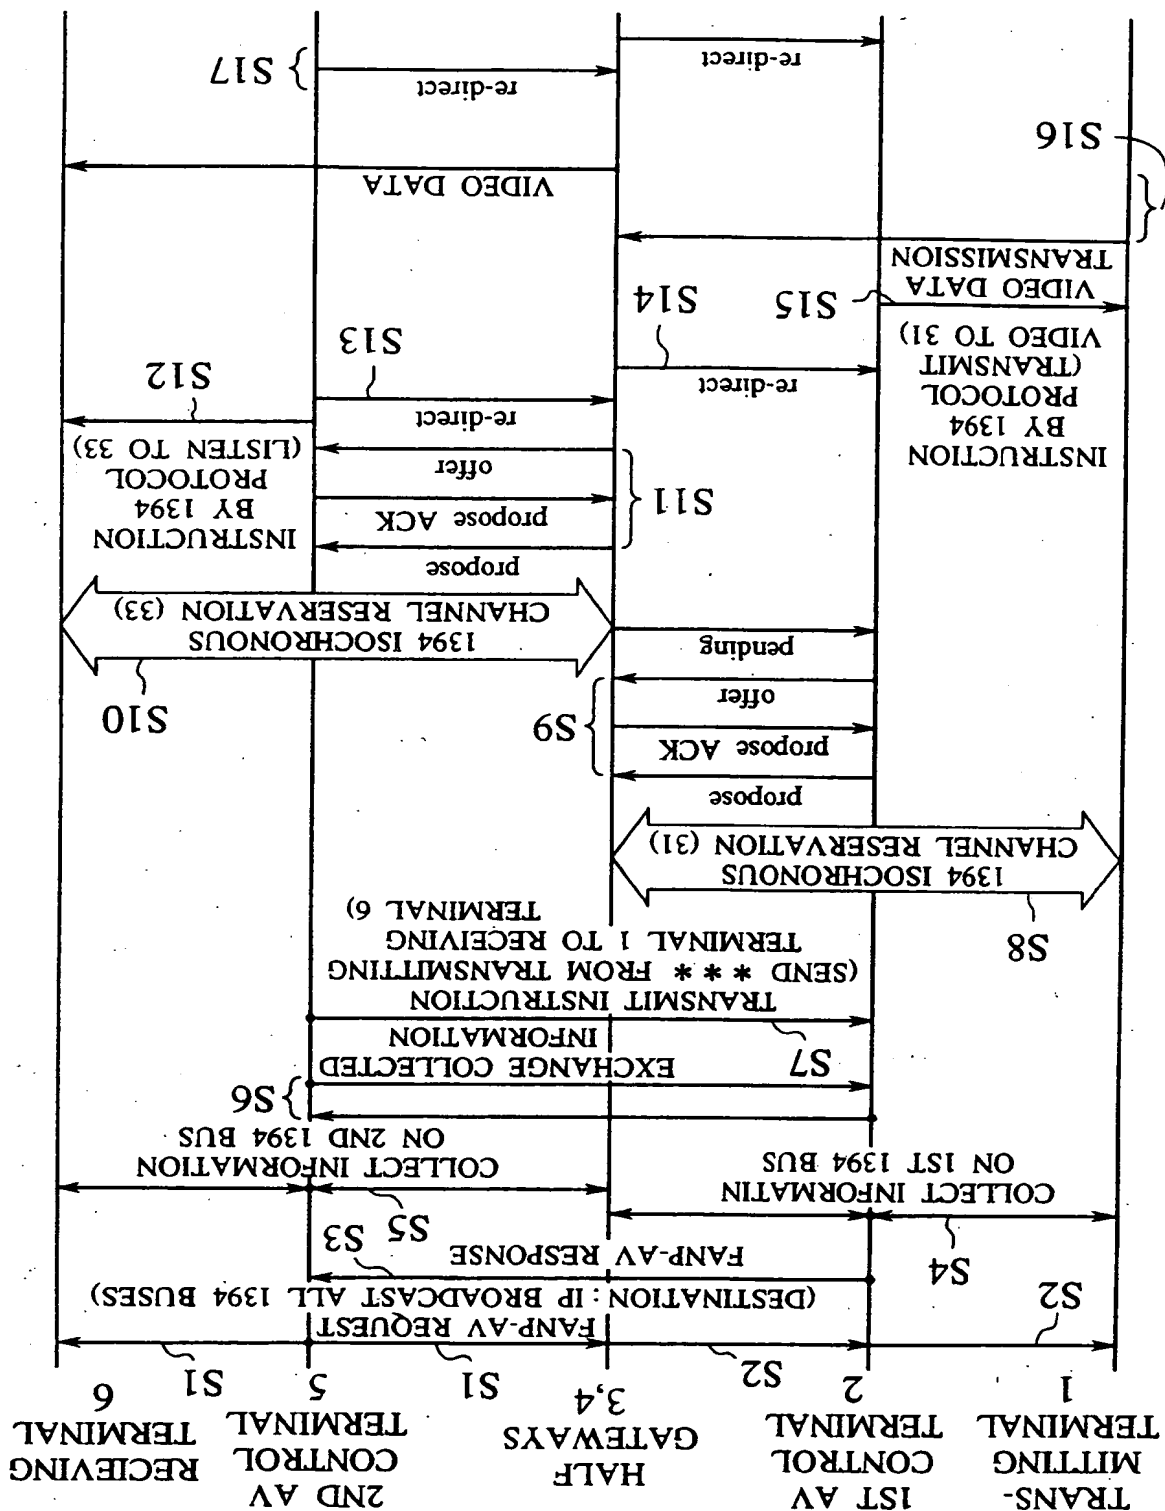 TRANS-
MITTING
TERMINAL
1
1ST AV
CONTROL
TERMINAL
2
HALF
GATEWAYS
3,4
2ND AV
CONTROL
TERMINAL
5
RECIEVING
TERMINAL
6
S2
S2
S1
S1
FANP-AV REQUEST
(DESTINATION : IP BROADCAST ALL 1394 BUSES)
S3
FANP-AV RESPONSE
S4
COLLECT INFORMATIN
ON 1ST 1394 BUS
S5
COLLECT INFORMATION
ON 2ND 1394 BUS
S6
EXCHANGE COLLECTED
INFORMATION
S7
TRANSMIT INSTRUCTION
(SEND *** FROM TRANSMITTING
TERMINAL 1 TO RECEIVING
TERMINAL 6)
S8
1394 ISOCHRONOUS
CHANNEL RESERVATION (31)
propose
propose ACK
offer
S9
pending
S10
1394 ISOCHRONOUS
CHANNEL RESERVATION (33)
propose
propose ACK
offer
S11
INSTRUCTION
BY 1394
PROTOCOL
(LISTEN TO 33)
S12
re-direct
S13
re-direct
S14
INSTRUCTION
BY 1394
PROTOCOL
(TRANSMIT
VIDEO TO 31)
S15
VIDEO DATA
TRANSMISSION
S16
VIDEO DATA
re-direct
re-direct
S17